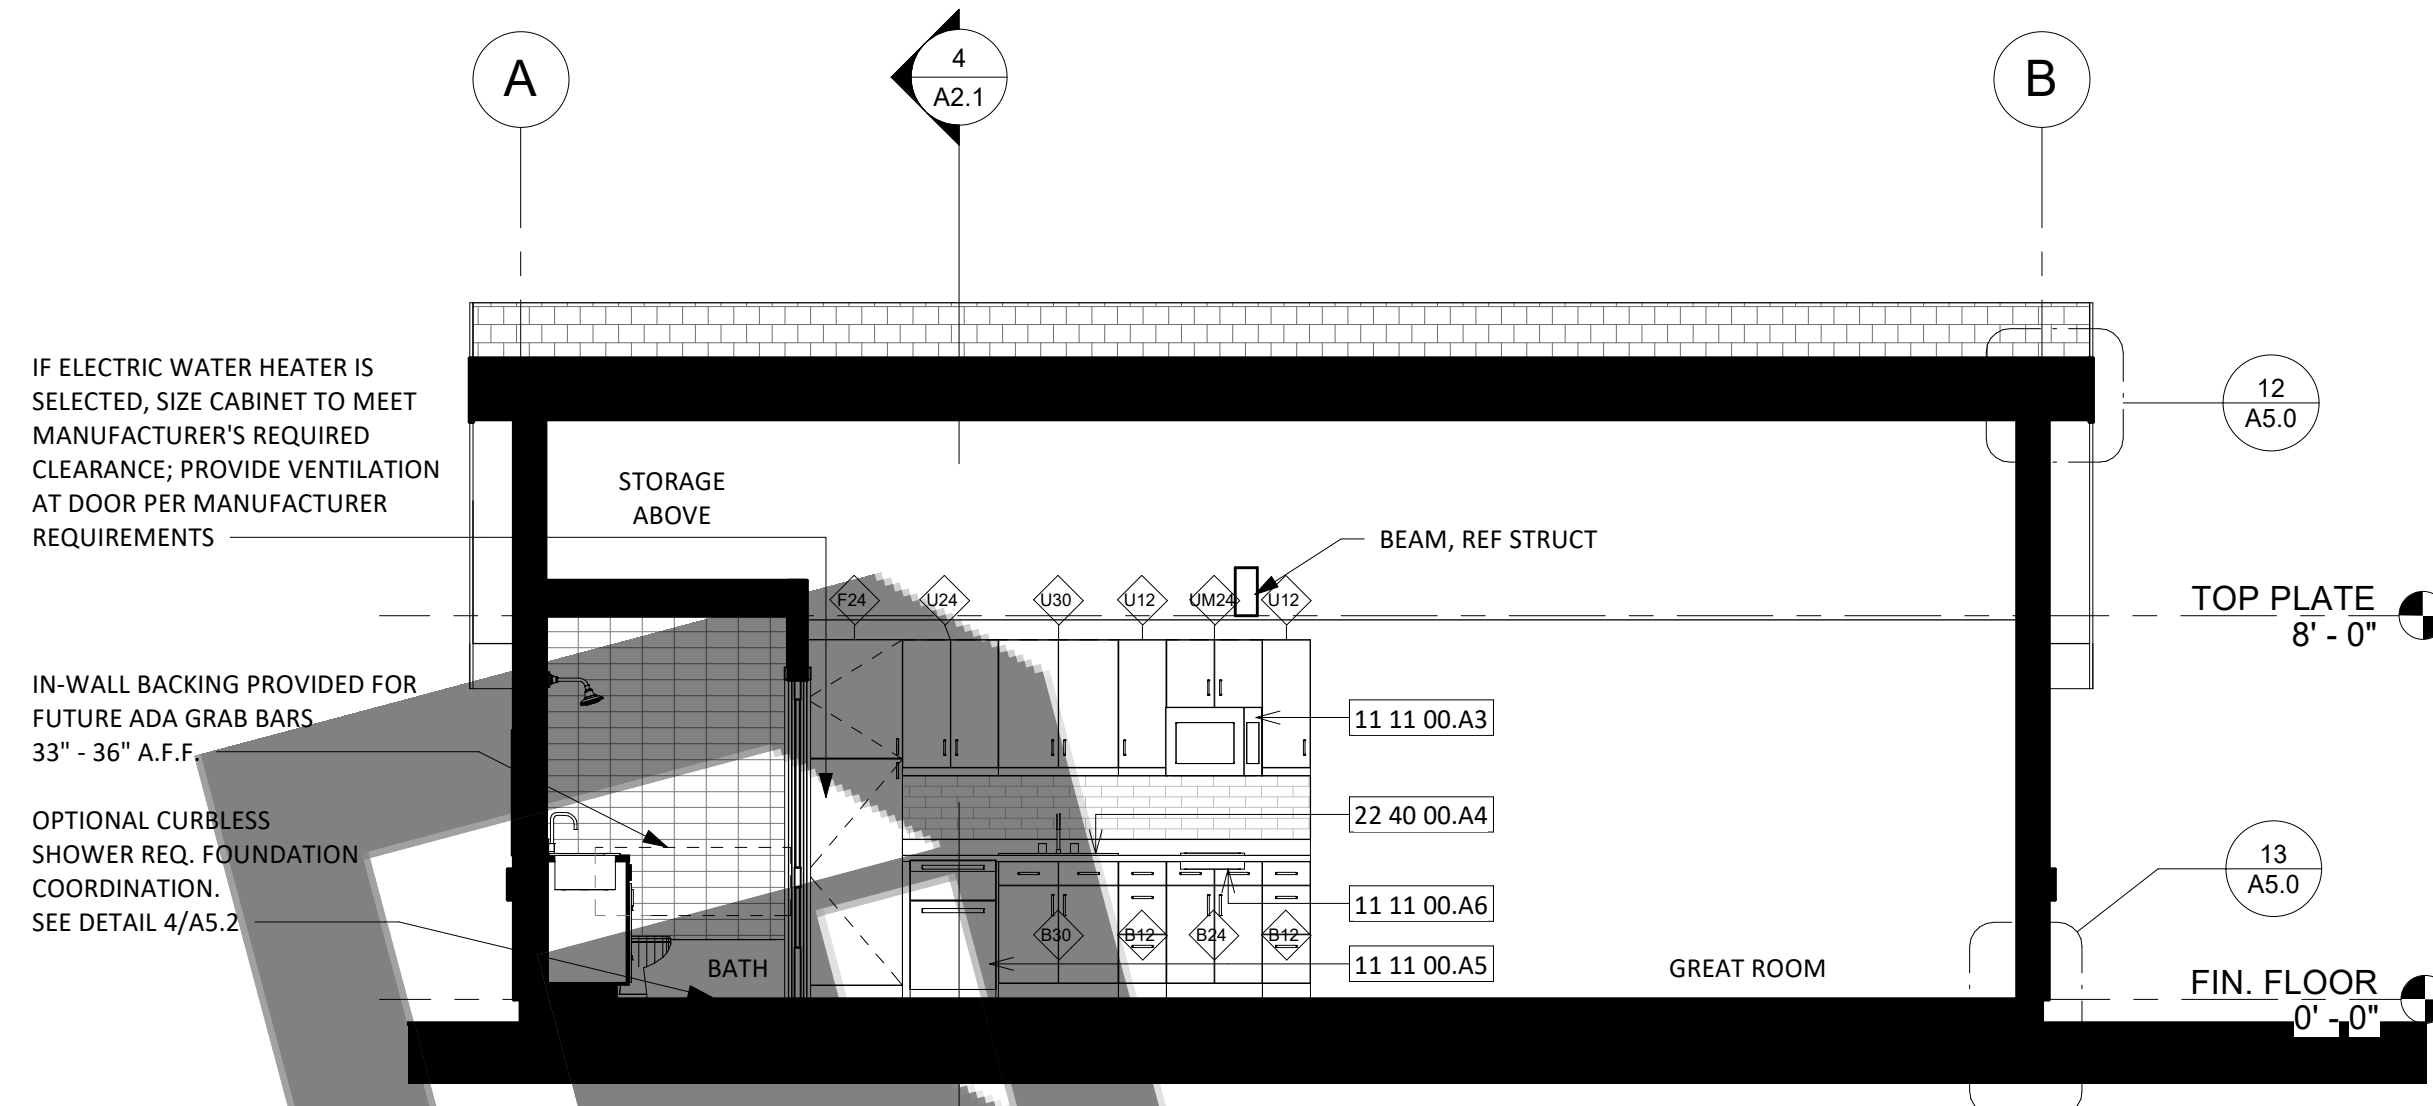 A
4
A2.1
B
IF ELECTRIC WATER HEATER IS
SELECTED, SIZE CABINET TO MEET
MANUFACTURER'S REQUIRED
CLEARANCE; PROVIDE VENTILATION
AT DOOR PER MANUFACTURER
REQUIREMENTS
12
A5.0
STORAGE
ABOVE
BEAM, REF STRUCT
F24
U24
U30
U12
UM24
U12
TOP PLATE
8' - 0"
IN-WALL BACKING PROVIDED FOR
FUTURE ADA GRAB BARS
33" - 36" A.F.F.
11 11 00.A3
22 40 00.A4
OPTIONAL CURBLESS
SHOWER REQ. FOUNDATION
COORDINATION.
SEE DETAIL 4/A5.2
13
A5.0
11 11 00.A6
B30
B12
B24
B12
11 11 00.A5
BATH
GREAT ROOM
FIN. FLOOR
0' - 0"